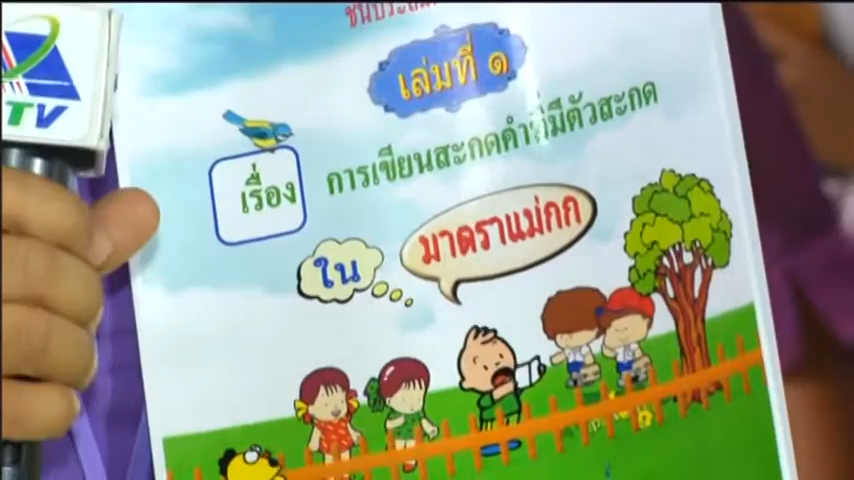 TV
เล่มที่ ๑
เรื่อง
การเขียนสะกดคำที่มีตัวสะกด
ใน
มาตราแม่กก